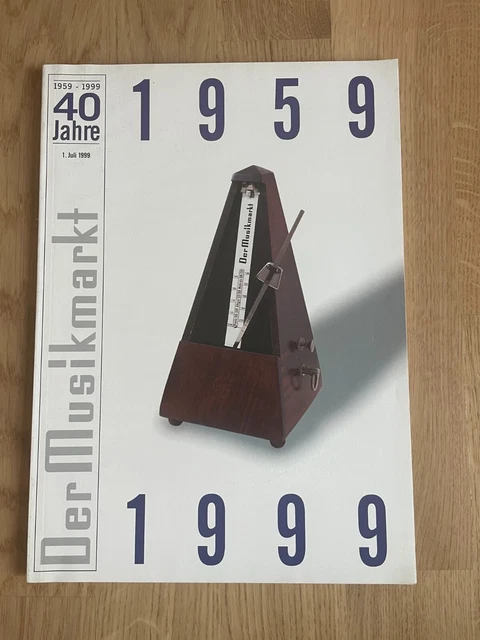 1959 - 1999
40
Jahre
1. Juli 1999
Der Musikmarkt
1959
Der Musikmarkt
1999